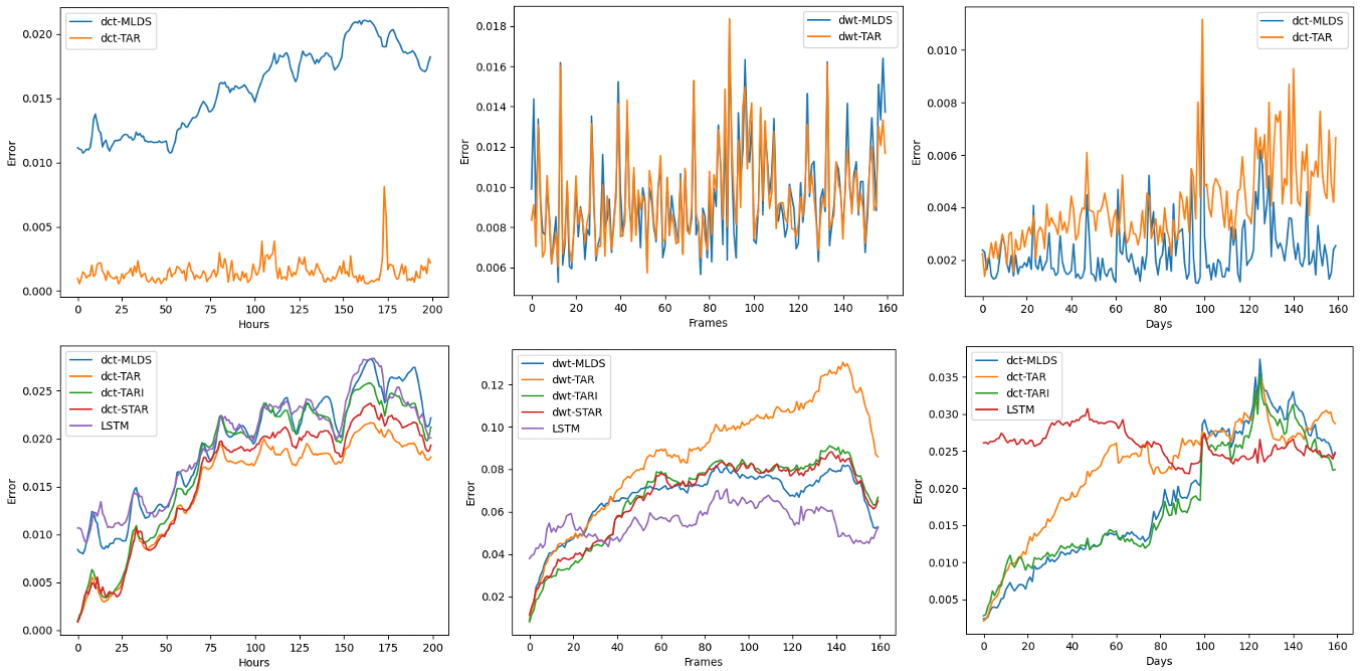 dct-MLDS
dct-TAR
0.020
0.015
0.010
0.005
0.000
Error
0 25 50 75 100 125 150 175 200
Hours
dwt-MLDS
dwt-TAR
0.018
0.016
0.014
0.012
0.010
0.008
0.006
Error
0 20 40 60 80 100 120 140 160
Frames
dct-MLDS
dct-TAR
0.010
0.008
0.006
0.004
0.002
Error
0 20 40 60 80 100 120 140 160
Days
dct-MLDS
dct-TAR
dct-TARI
dct-STAR
LSTM
0.025
0.020
0.015
0.010
0.005
0.000
Error
0 25 50 75 100 125 150 175 200
Hours
dwt-MLDS
dwt-TAR
dwt-TARI
dwt-STAR
LSTM
0.12
0.10
0.08
0.06
0.04
0.02
Error
0 20 40 60 80 100 120 140 160
Frames
dct-MLDS
dct-TAR
dct-TARI
LSTM
0.035
0.030
0.025
0.020
0.015
0.010
0.005
Error
0 20 40 60 80 100 120 140 160
Days